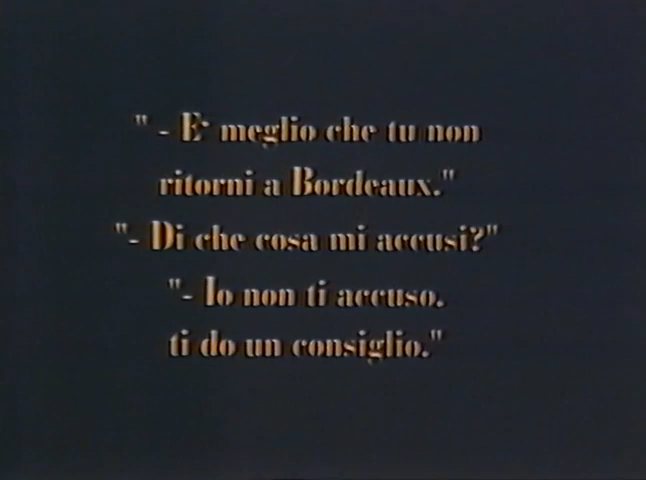 " - E' meglio che tu non
ritorni a Bordeaux."
"- Di che cosa mi accusi?"
"- Io non ti accuso.
ti do un consiglio."